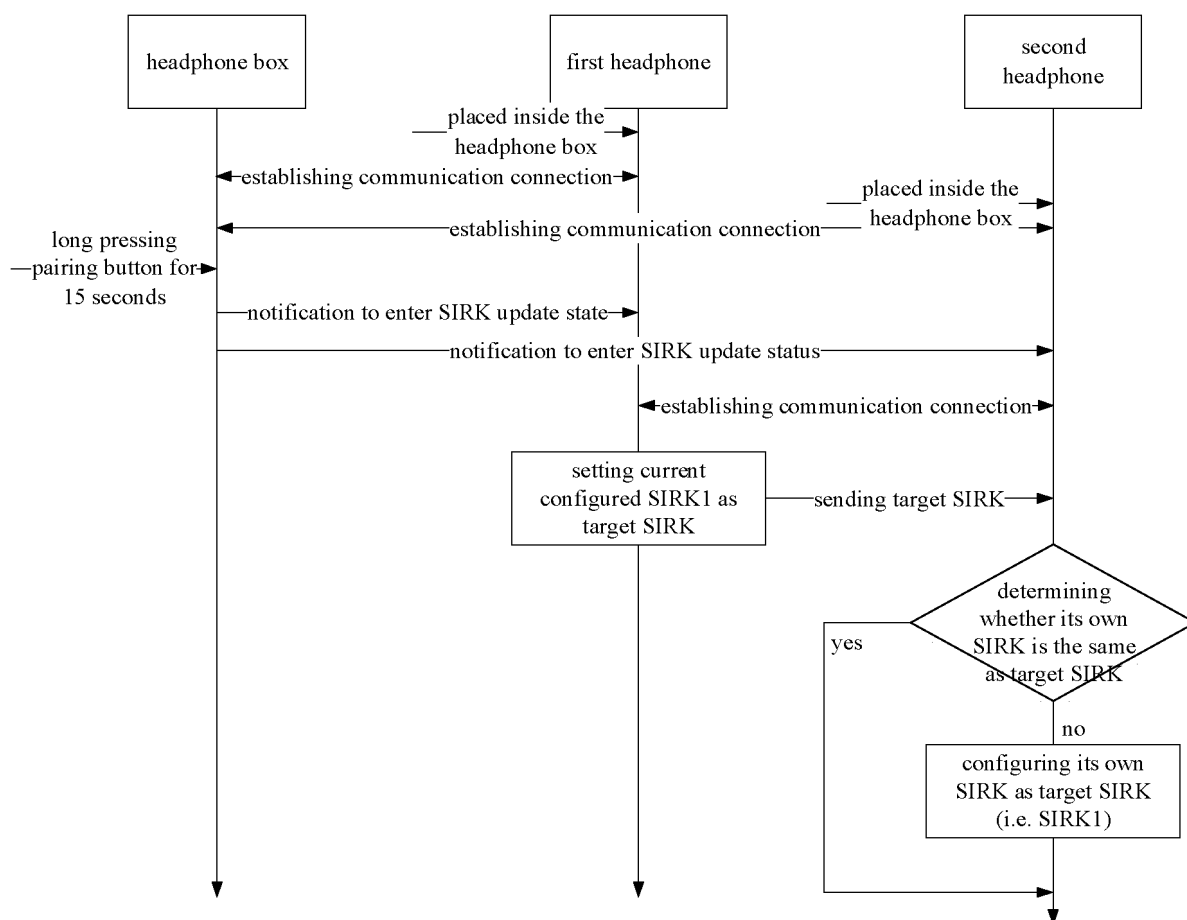 headphone box
first headphone
second
headphone
placed inside the
headphone box
establishing communication connection
placed inside the
headphone box
establishing communication connection
long pressing
pairing button for
15 seconds
notification to enter SIRK update state
notification to enter SIRK update status
establishing communication connection
setting current
configured SIRK1 as
target SIRK
sending target SIRK
determining
whether its own
SIRK is the same
as target SIRK
yes
no
configuring its own
SIRK as target SIRK
(i.e. SIRK1)